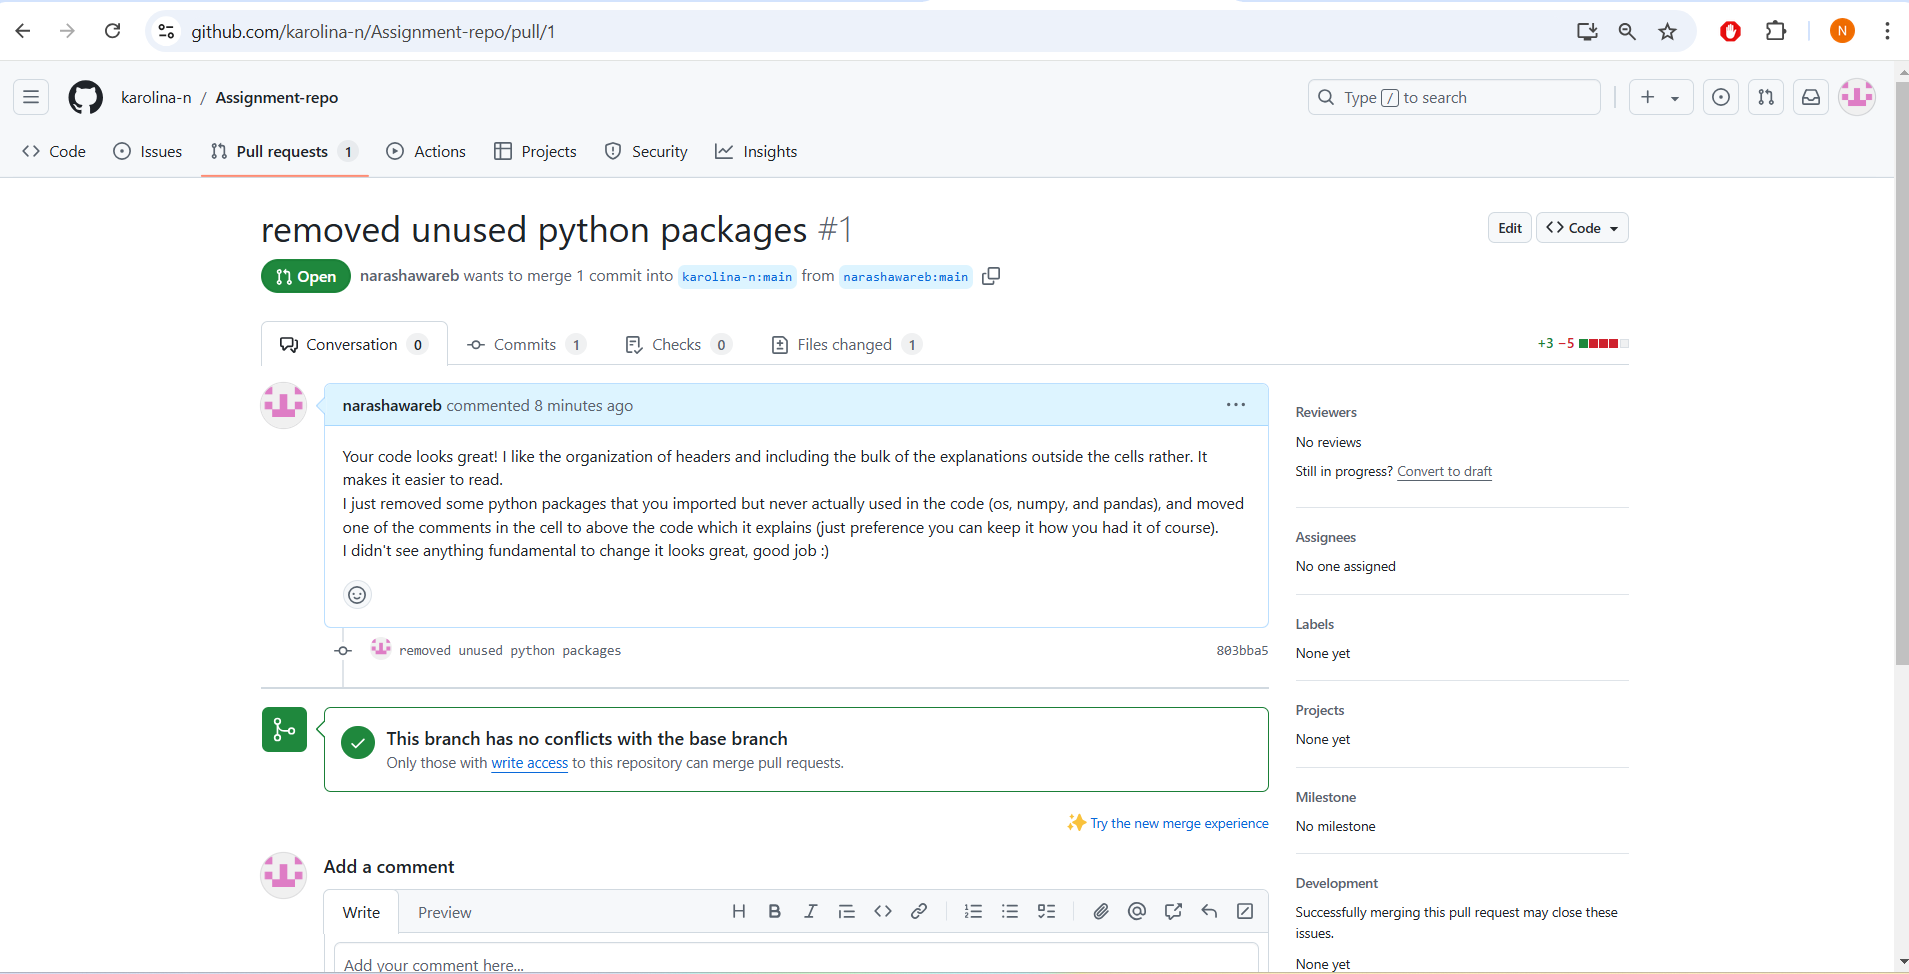 github.com/karolina-n/Assignment-repo/pull/1
N
karolina-n / Assignment-repo
Type / to search
Code
Issues
Pull requests 1
Actions
Projects
Security
Insights
removed unused python packages #1
Edit
Code
Open
narashawareb wants to merge 1 commit into karolina-n:main from narashawareb:main
Conversation 0
Commits 1
Checks 0
Files changed 1
+3 −5
narashawareb commented 8 minutes ago
Your code looks great! I like the organization of headers and including the bulk of the explanations outside the cells rather. It
makes it easier to read.
I just removed some python packages that you imported but never actually used in the code (os, numpy, and pandas), and moved
one of the comments in the cell to above the code which it explains (just preference you can keep it how you had it of course).
I didn't see anything fundamental to change it looks great, good job :)
removed unused python packages
803bba5
This branch has no conflicts with the base branch
Only those with write access to this repository can merge pull requests.
Try the new merge experience
Add a comment
Write
Preview
Add your comment here...
Reviewers
No reviews
Still in progress? Convert to draft
Assignees
No one assigned
Labels
None yet
Projects
None yet
Milestone
No milestone
Development
Successfully merging this pull request may close these
issues.
None yet